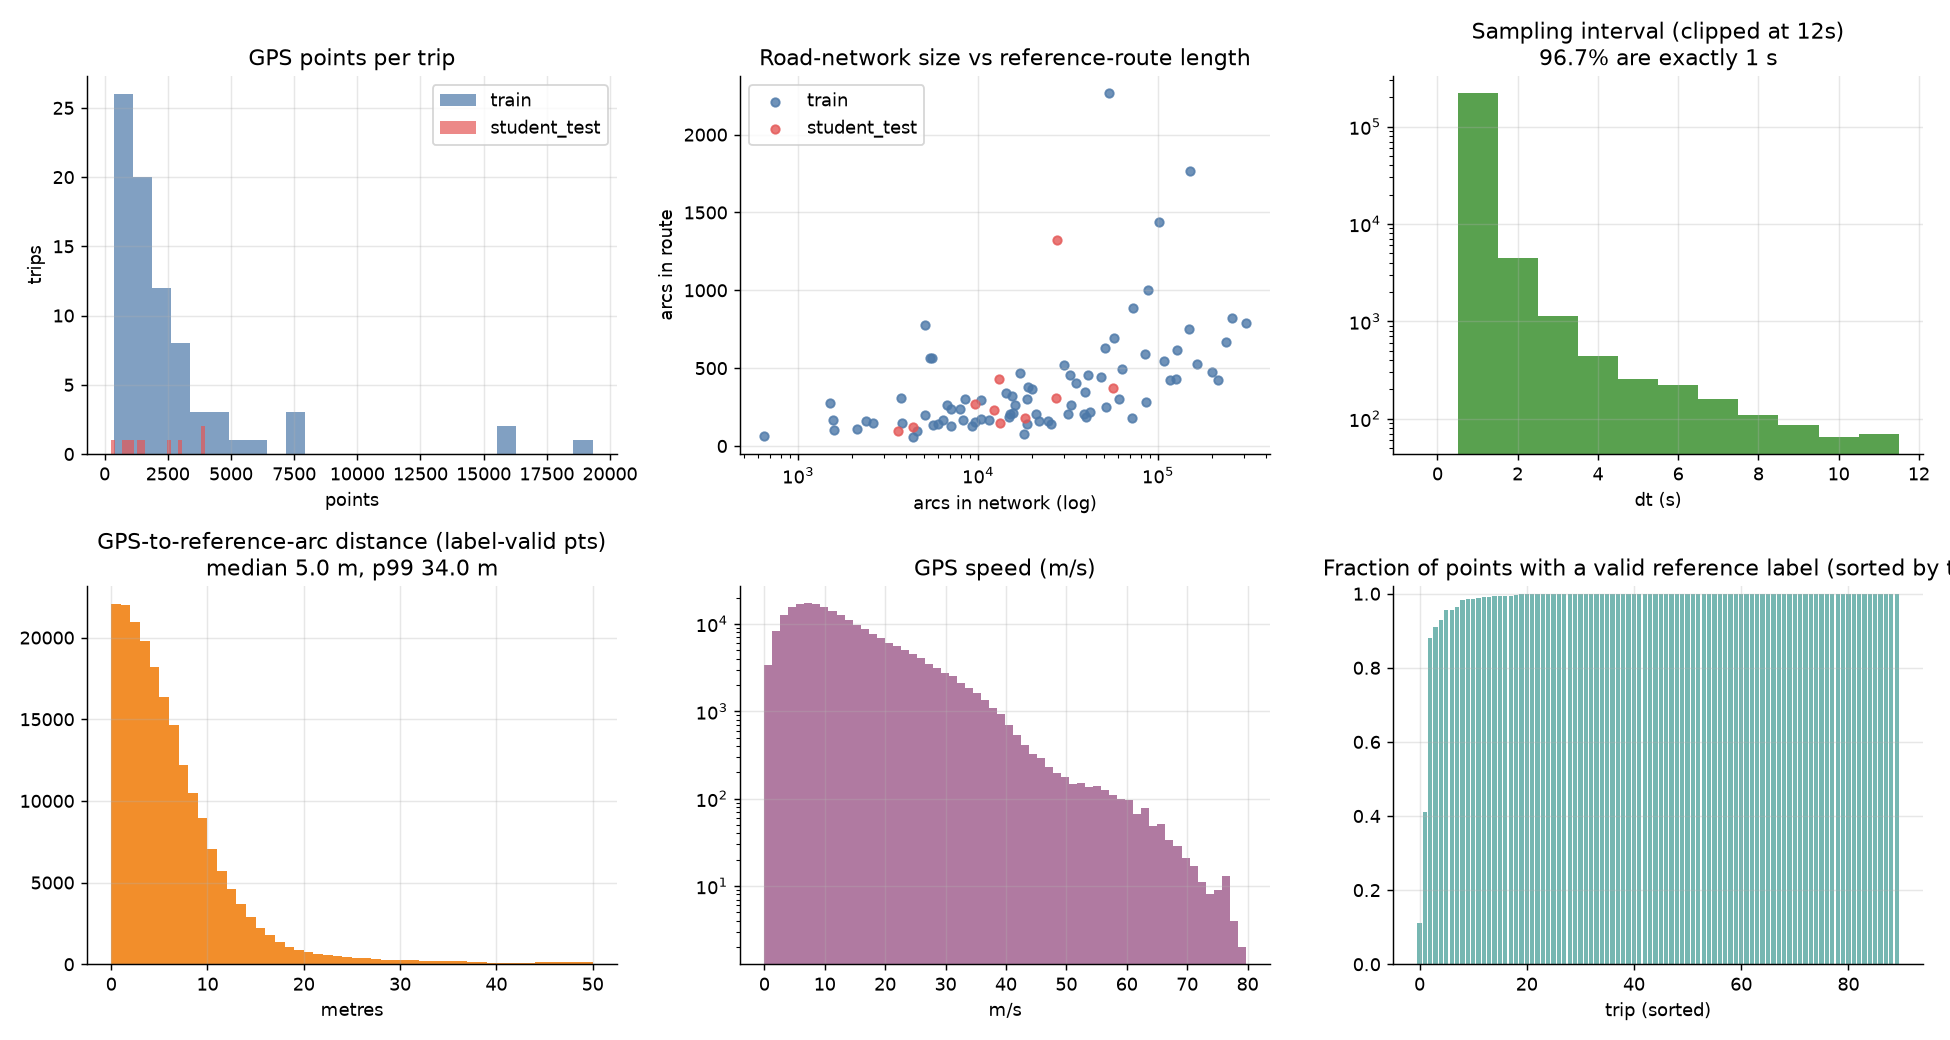 GPS points per trip
train
student_test
25
20
15
10
5
0
trips
0 2500 5000 7500 10000 12500 15000 17500 20000
points
Road-network size vs reference-route length
train
student_test
2000
1500
1000
500
0
arcs in route
10³ 10⁴ 10⁵
arcs in network (log)
Sampling interval (clipped at 12s)
96.7% are exactly 1 s
10⁵
10⁴
10³
10²
0 2 4 6 8 10 12
dt (s)
GPS-to-reference-arc distance (label-valid pts)
median 5.0 m, p99 34.0 m
20000
15000
10000
5000
0
0 10 20 30 40 50
metres
GPS speed (m/s)
10⁴
10³
10²
10¹
0 10 20 30 40 50 60 70 80
m/s
Fraction of points with a valid reference label (sorted by t
1.0
0.8
0.6
0.4
0.2
0.0
0 20 40 60 80
trip (sorted)